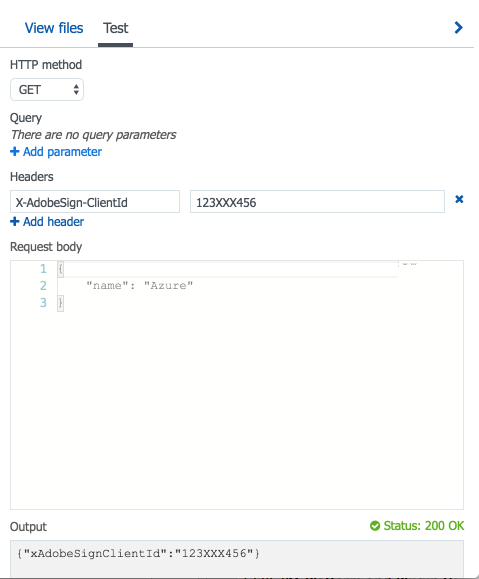 View files Test
HTTP method
GET
Query
There are no query parameters
+ Add parameter
Headers
X-AdobeSign-ClientId 123XXX456
+ Add header
Request body
1 {
2 "name": "Azure"
3 }
Output Status: 200 OK
{"xAdobeSignClientId":"123XXX456"}